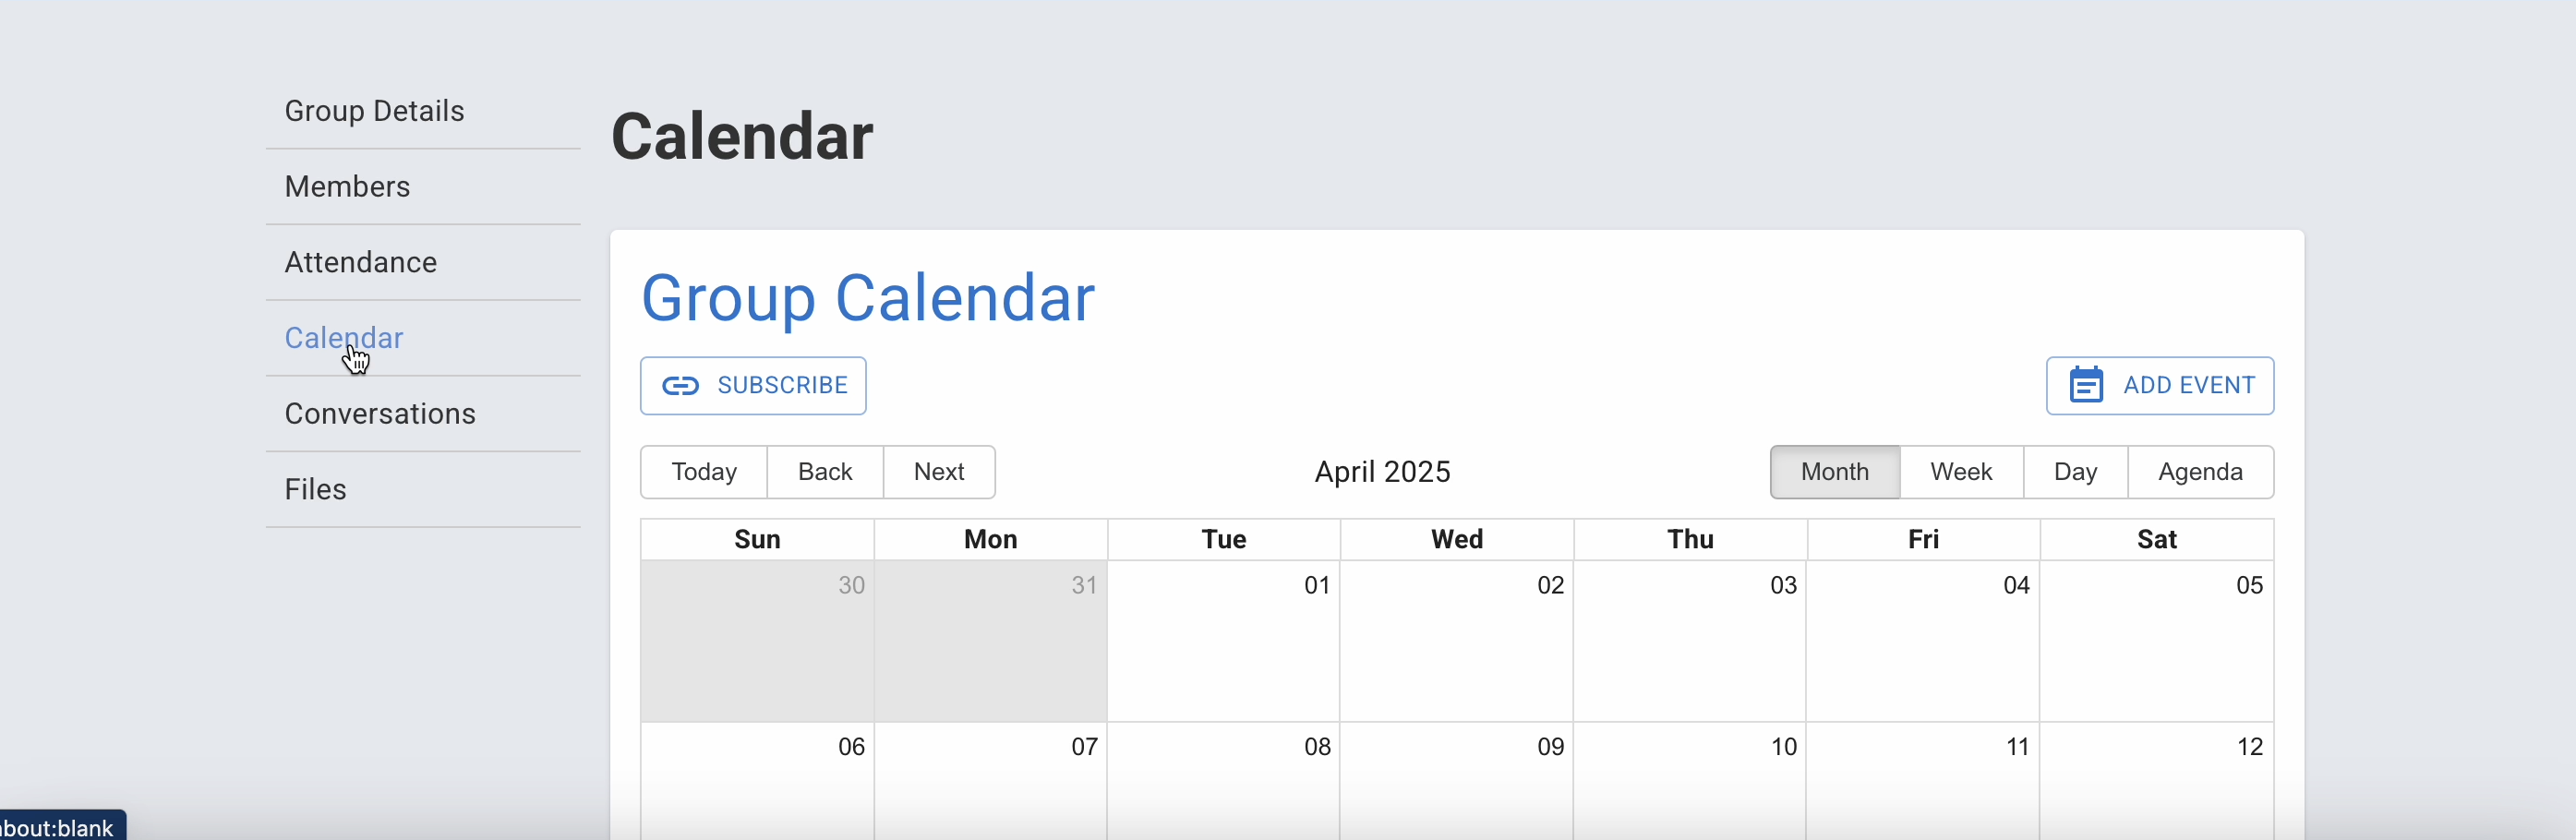 Group Details
Members
Attendance
Calendar
Conversations
Files
Calendar
Group Calendar
SUBSCRIBE
ADD EVENT
Today Back Next
April 2025
Month Week Day Agenda
Sun Mon Tue Wed Thu Fri Sat
30 31 01 02 03 04 05
06 07 08 09 10 11 12
about:blank